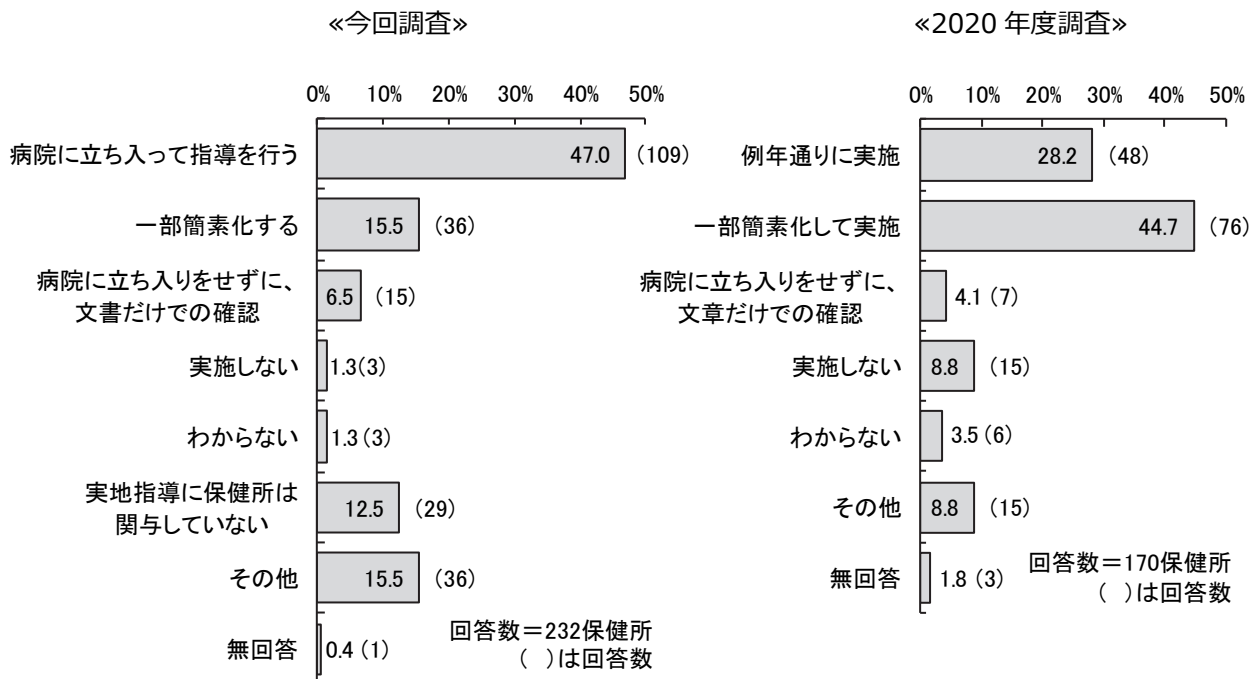 ≪今回調査≫
0% 10% 20% 30% 40% 50%
病院に立ち入って指導を行う 47.0 (109)
一部簡素化する 15.5 (36)
病院に立ち入りをせずに、
文書だけでの確認 6.5 (15)
実施しない 1.3(3)
わからない 1.3(3)
実地指導に保健所は
関与していない 12.5 (29)
その他 15.5 (36)
無回答 0.4(1)
回答数＝232保健所
( )は回答数
≪2020年度調査≫
0% 10% 20% 30% 40% 50%
例年通りに実施 28.2 (48)
一部簡素化して実施 44.7 (76)
病院に立ち入りをせずに、
文章だけでの確認 4.1(7)
実施しない 8.8 (15)
わからない 3.5(6)
その他 8.8 (15)
無回答 1.8(3)
回答数＝170保健所
( )は回答数